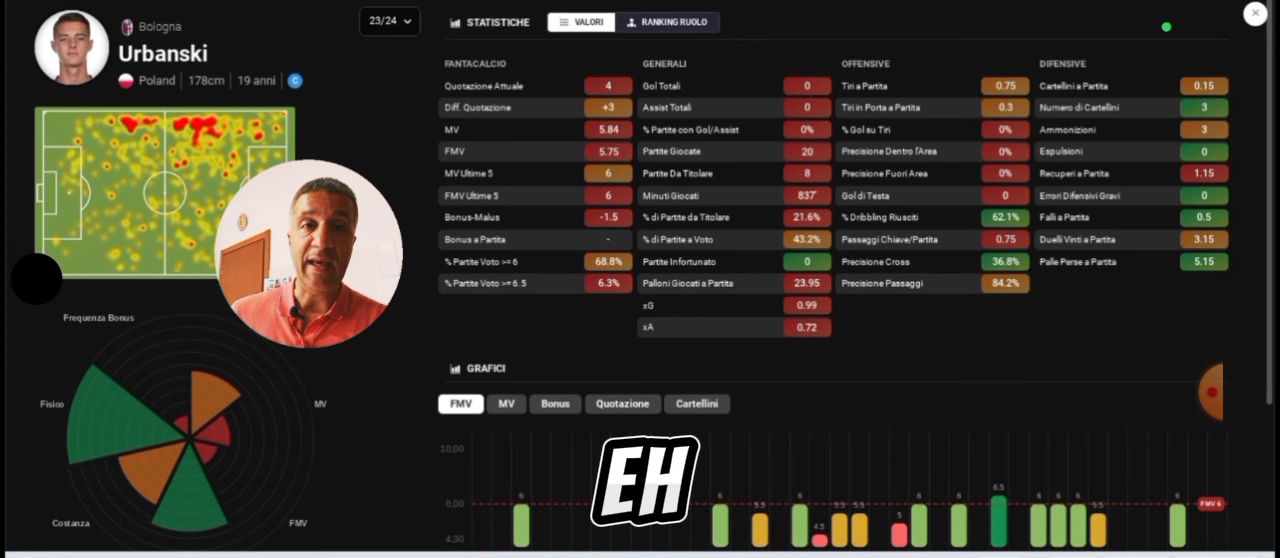 Bologna
Urbanski
Poland 178cm 19 anni C
23/24
STATISTICHE VALORI RANKING RUOLO
FANTACALCIO
Quotazione Attuale 4
Diff. Quotazione +3
MV 5.84
FMV 5.75
MV Ultime 5 6
FMV Ultime 5 6
Bonus-Malus -1.5
Bonus a Partita -
% Partite Voto >= 6 68.8%
% Partite Voto >= 6.5 6.3%
GENERALI
Gol Totali 0
Assist Totali 0
% Partite con Gol/Assist 0%
Partite Giocate 20
Partite Da Titolare 8
Minuti Giocati 837'
% di Partite da Titolare 21.6%
% di Partite a Voto 43.2%
Partite Infortunato 0
Palloni Giocati a Partita 23.95
xG 0.99
xA 0.72
OFFENSIVE
Tiri a Partita 0.75
Tiri in Porta a Partita 0.3
% Gol su Tiri 0%
Precisione Dentro l'Area 0%
Precisione Fuori Area 0%
Gol di Testa 0
% Dribbling Riusciti 62.1%
Passaggi Chiave/Partita 0.75
Precisione Cross 36.8%
Precisione Passaggi 84.2%
DIFENSIVE
Cartellini a Partita 0.15
Numero di Cartellini 3
Ammonizioni 3
Espulsioni 0
Recuperi a Partita 1.15
Errori Difensivi Gravi 0
Falli a Partita 0.5
Duelli Vinti a Partita 3.15
Palle Perse a Partita 5.15
Frequenza Bonus
Fisico
MV
Costanza
FMV
GRAFICI
FMV MV Bonus Quotazione Cartellini
10,00
6,00
4,30
6 6 5.5 6 4.5 5.5 5.5 5 6 6 6.5 6 6 6 5.5 6
FMV 6
EH